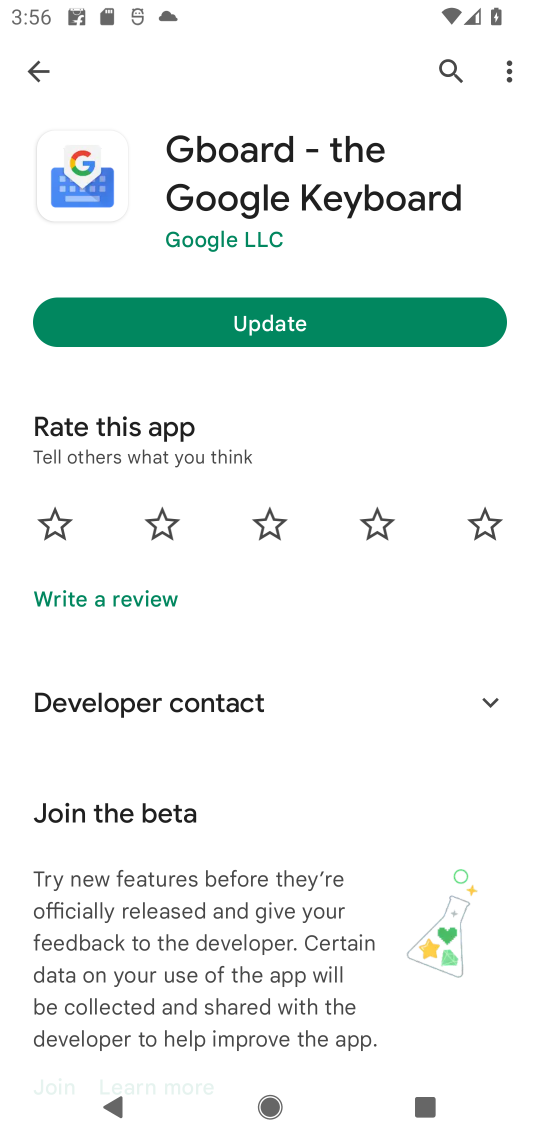 3:56
Gboard - the
Google Keyboard
Google LLC
Update
Rate this app
Tell others what you think
Write a review
Developer contact
Join the beta
Try new features before they’re
officially released and give your
feedback to the developer. Certain
data on your use of the app will
be collected and shared with the
developer to help improve the app.
Join Learn more